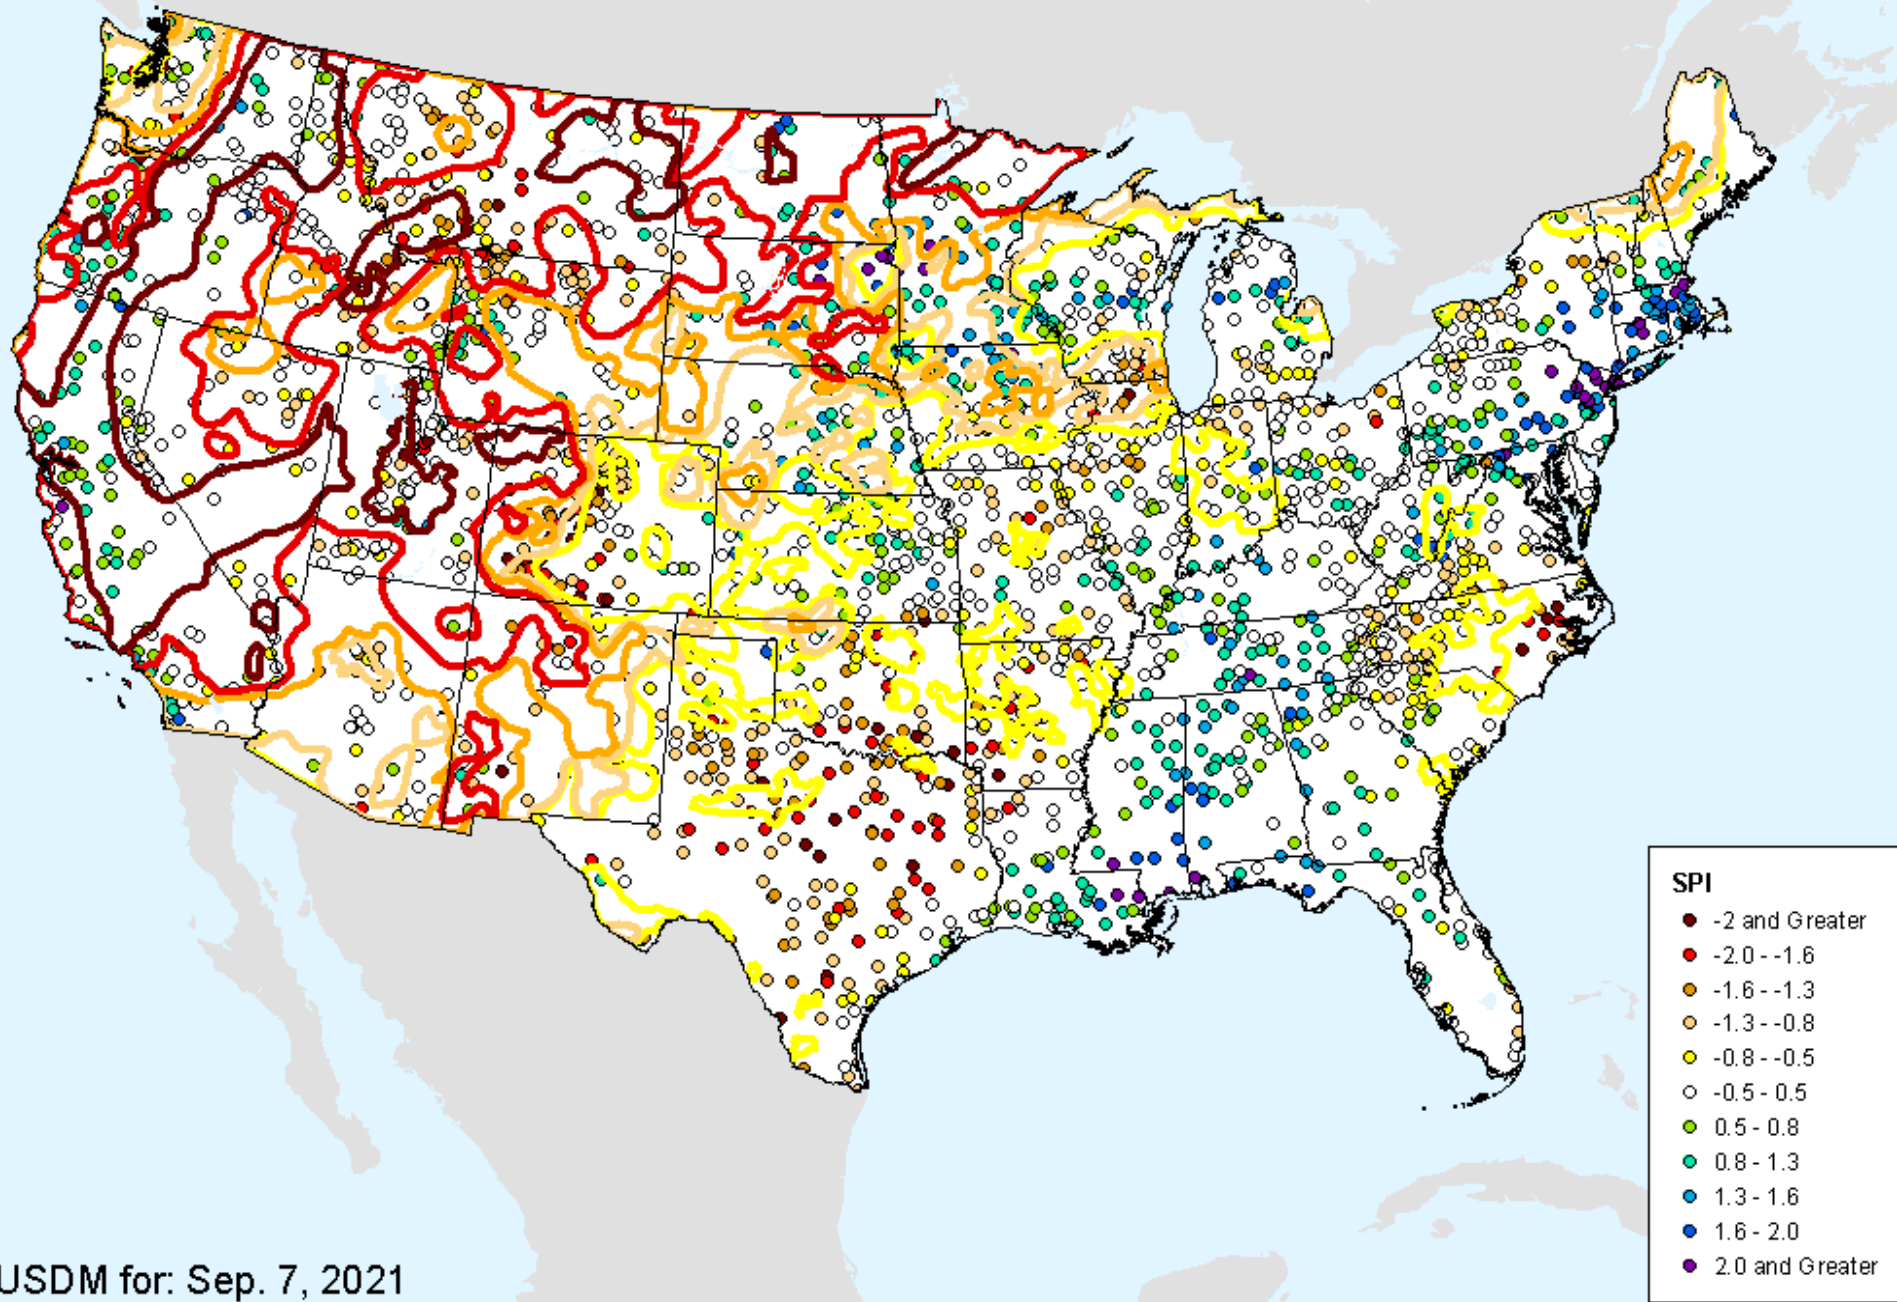 SPI
-2 and Greater
-2.0 - -1.6
-1.6 - -1.3
-1.3 - -0.8
-0.8 - -0.5
-0.5 - 0.5
0.5 - 0.8
0.8 - 1.3
1.3 - 1.6
1.6 - 2.0
2.0 and Greater
USDM for: Sep. 7, 2021